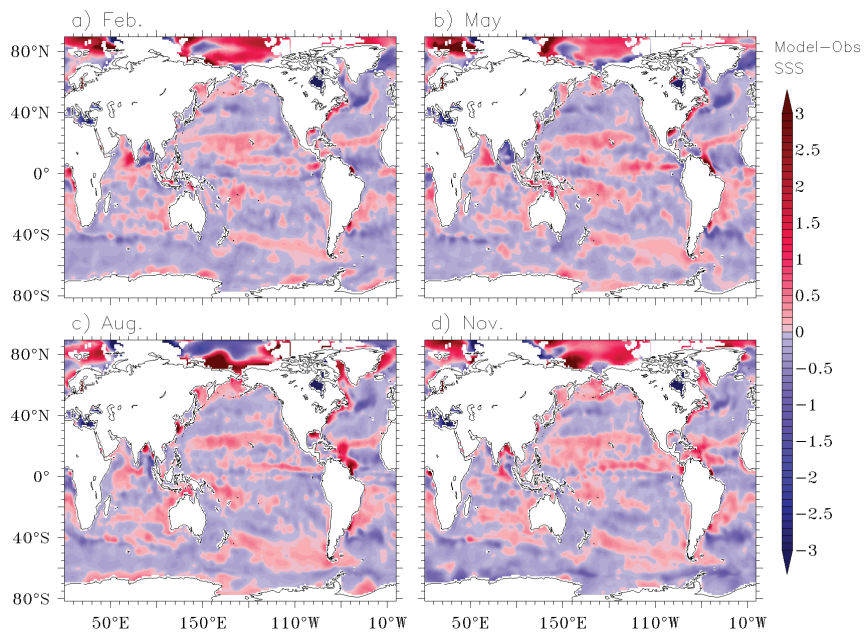 a) Feb.
b) May
Model-Obs
SSS
80°N
40°N
0°
40°S
80°S
3
2.5
2
1.5
1
0.5
0
−0.5
−1
−1.5
−2
−2.5
−3
c) Aug.
d) Nov.
80°N
40°N
0°
40°S
80°S
50°E 150°E 110°W 10°W
50°E 150°E 110°W 10°W